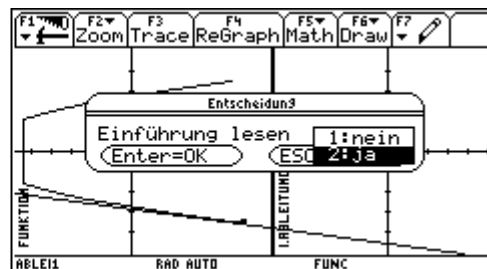 F1 F2 F3 F4 F5 F6 F7
Zoom Trace ReGraph Math Draw
Entscheidung
Einführung lesen
1:nein
2:ja
Enter=OK
ESC
FUNKTION
1.ABLEITUNG
ABLEI1 RAD AUTO FUNC